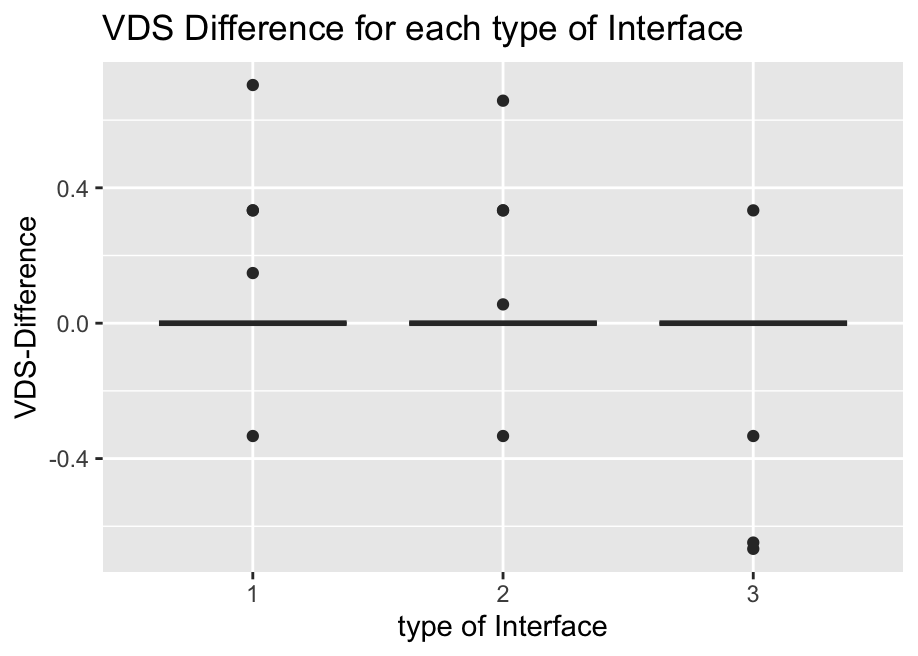 VDS Difference for each type of Interface
VDS-Difference
0.4
0.0
-0.4
1 2 3
type of Interface